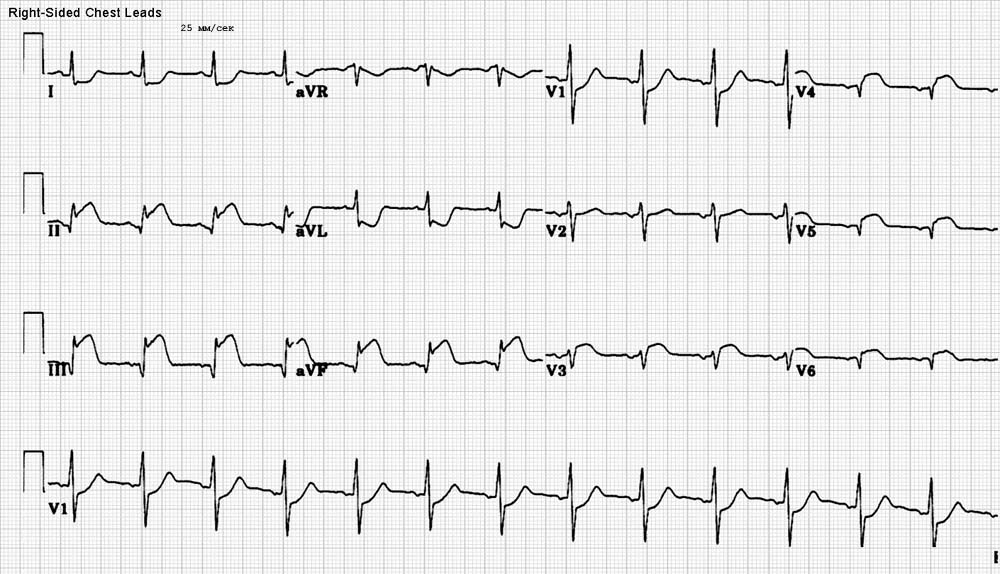 Right-Sided Chest Leads
25 мм/сек
I aVR V1 V4
II aVL V2 V5
III aVF V3 V6
V1